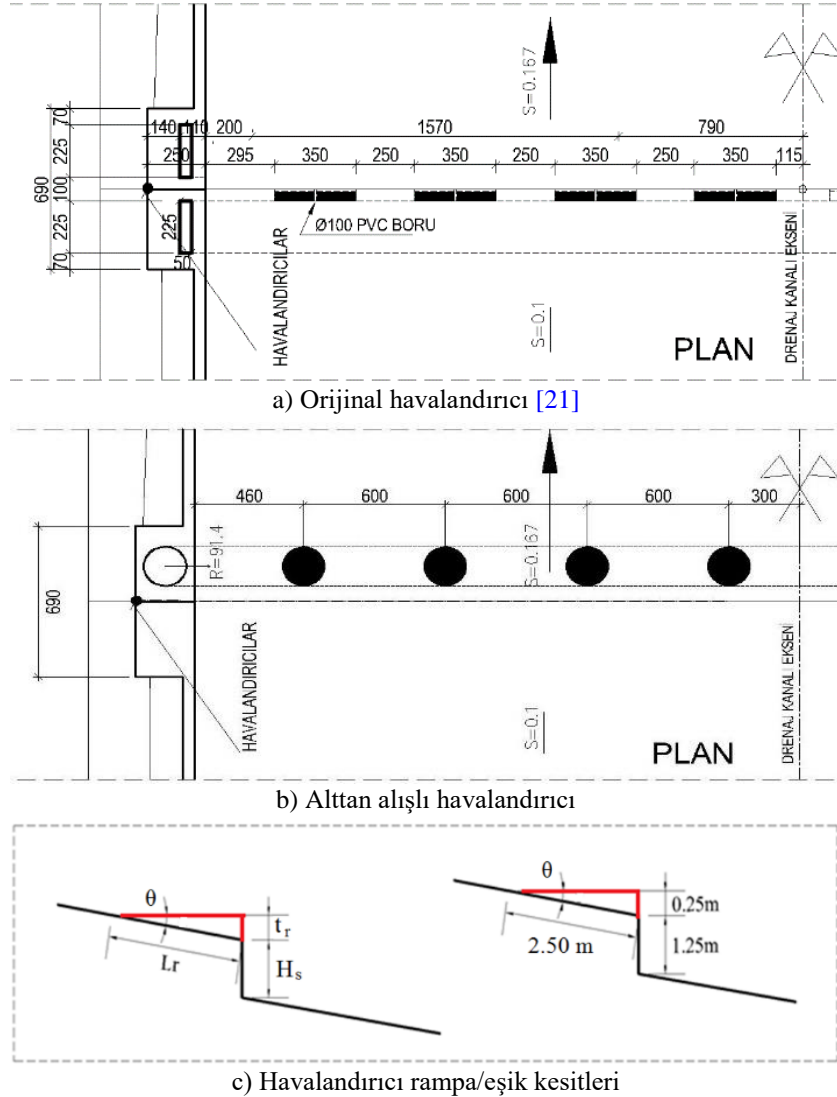 S=0.167
140 110 200 1570 790
250 295 350 250 350 250 350 250 350 115
690
70
225
100
225
70
225
50
Ø100 PVC BORU
HAVALANDIRICILAR
S=0.1
DRENAJ KANALI EKSENİ
PLAN
a) Orijinal havalandırıcı [21]
460 600 600 600 300
R=91.4
S=0.167
690
HAVALANDIRICILAR
S=0.1
DRENAJ KANALI EKSENİ
PLAN
b) Alttan alışlı havalandırıcı
θ
tr
Lr
Hs
θ
0.25m
2.50 m
1.25m
c) Havalandırıcı rampa/eşik kesitleri